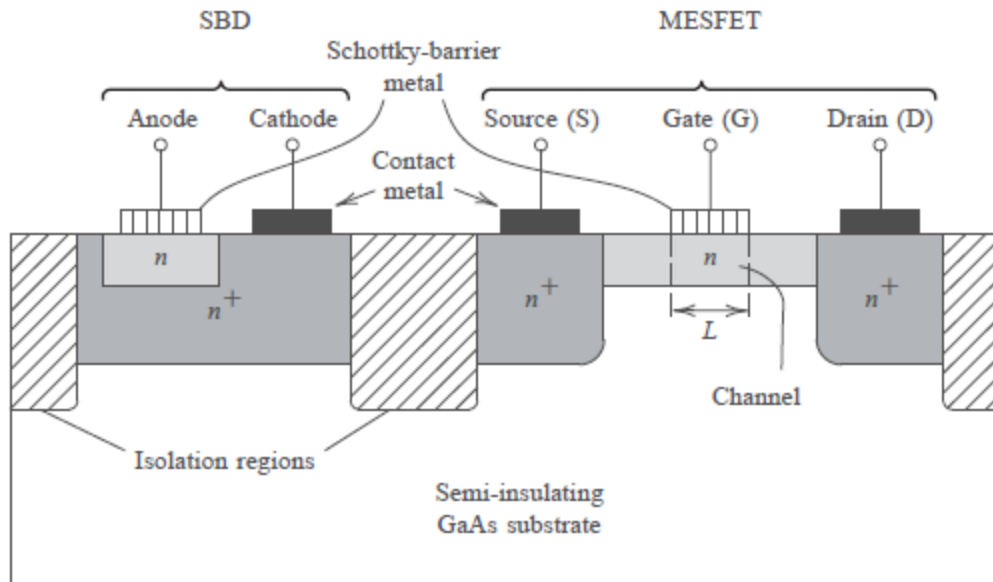 SBD
MESFET
Schottky-barrier
metal
Anode
Cathode
Source (S)
Gate (G)
Drain (D)
Contact
metal
n
n+
n+
n
n+
L
Channel
Isolation regions
Semi-insulating
GaAs substrate